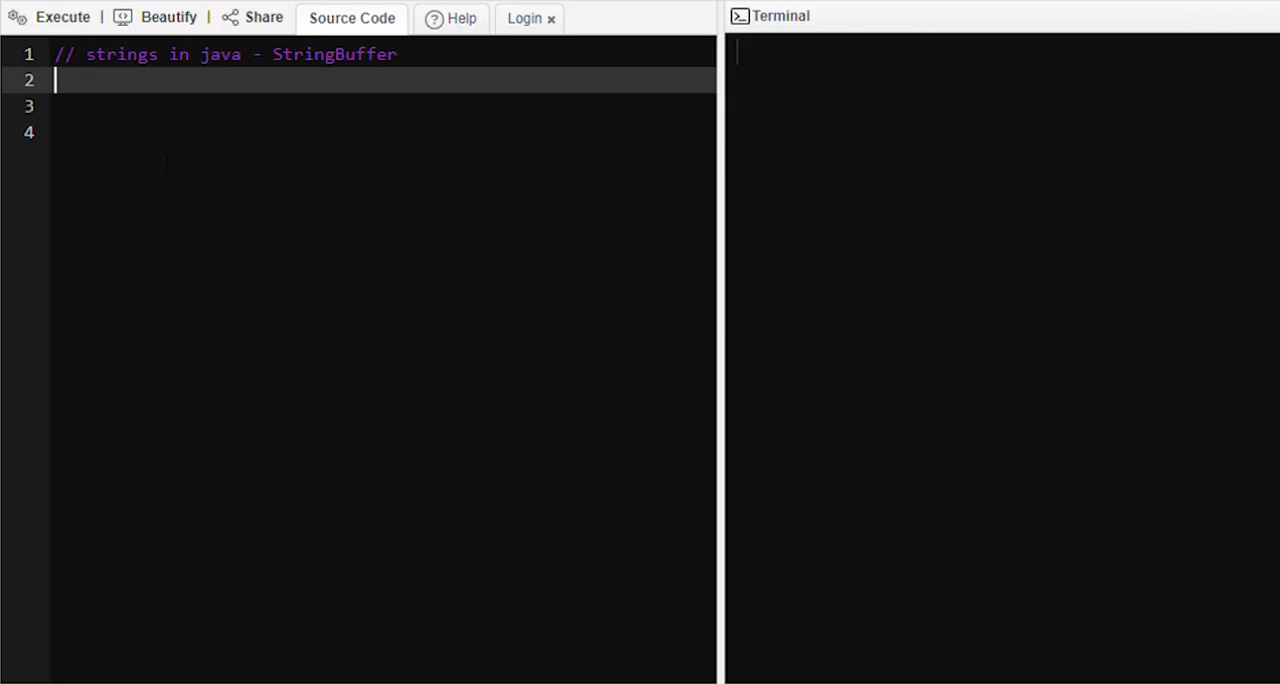 Execute | Beautify | Share Source Code Help Login × Terminal
1 // strings in java - StringBuffer
2
3
4